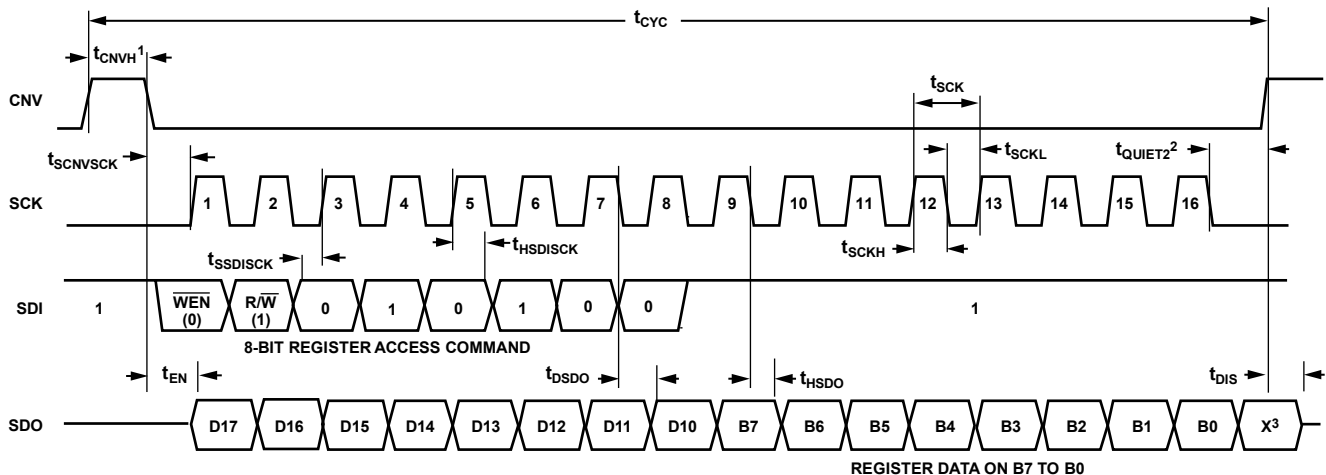 tCYC
tCNVH1
CNV
tSCK
tSCNVSCK
tSCKL
tQUIET22
SCK
1 2 3 4 5 6 7 8 9 10 11 12 13 14 15 16
tSSDISCK
tHSDISCK
tSCKH
SDI
1
WEN (0)
R/W (1)
0 1 0 1 0 0
1
8-BIT REGISTER ACCESS COMMAND
tEN
tDSDO
tHSDO
tDIS
SDO
D17 D16 D15 D14 D13 D12 D11 D10 B7 B6 B5 B4 B3 B2 B1 B0 X3
REGISTER DATA ON B7 TO B0